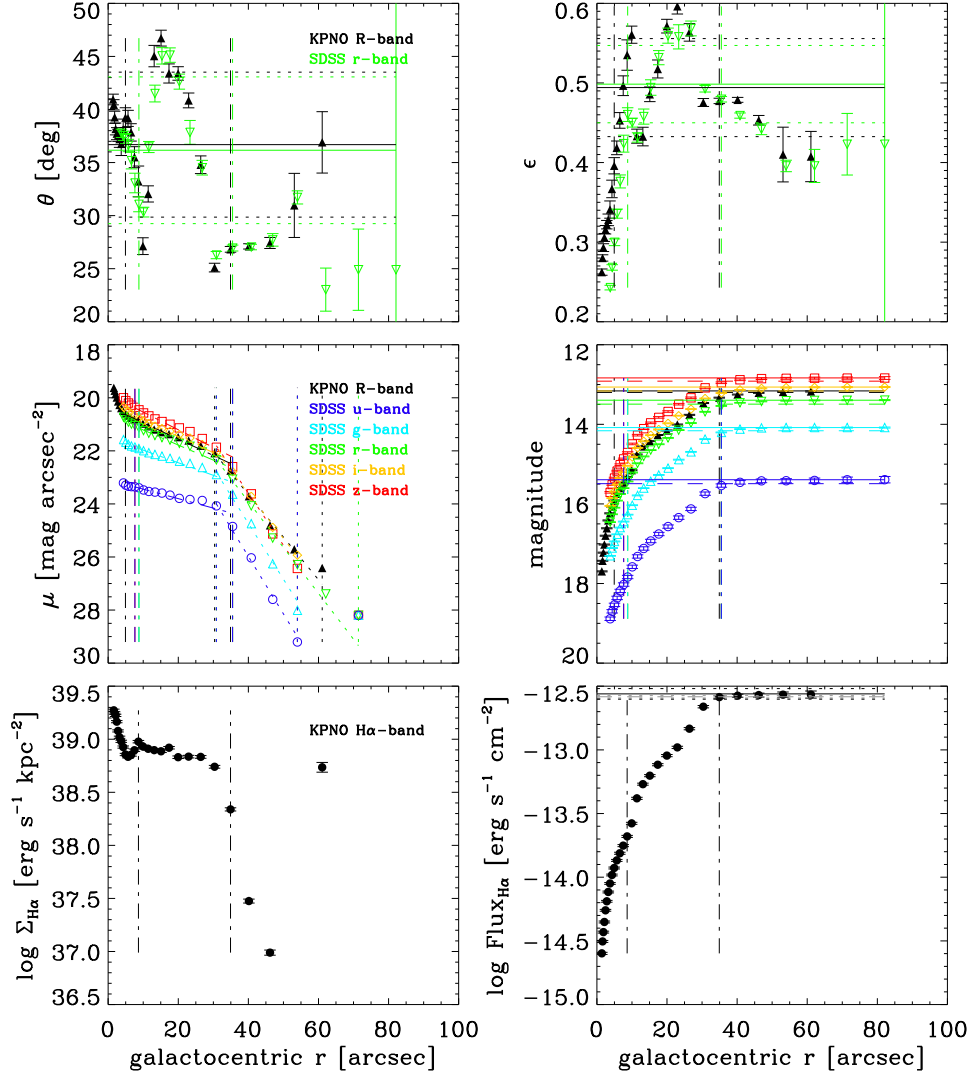 50
45
40
35
30
25
20
θ [deg]
KPNO R-band
SDSS r-band
0.6
0.5
0.4
0.3
0.2
ϵ
18
20
22
24
26
28
30
μ [mag arcsec⁻²]
KPNO R-band
SDSS u-band
SDSS g-band
SDSS r-band
SDSS i-band
SDSS z-band
12
14
16
18
20
magnitude
39.5
39.0
38.5
38.0
37.5
37.0
36.5
log Σ_Hα [erg s⁻¹ kpc⁻²]
KPNO Hα-band
0 20 40 60 80 100
galactocentric r [arcsec]
−12.5
−13.0
−13.5
−14.0
−14.5
−15.0
log Flux_Hα [erg s⁻¹ cm⁻²]
0 20 40 60 80 100
galactocentric r [arcsec]